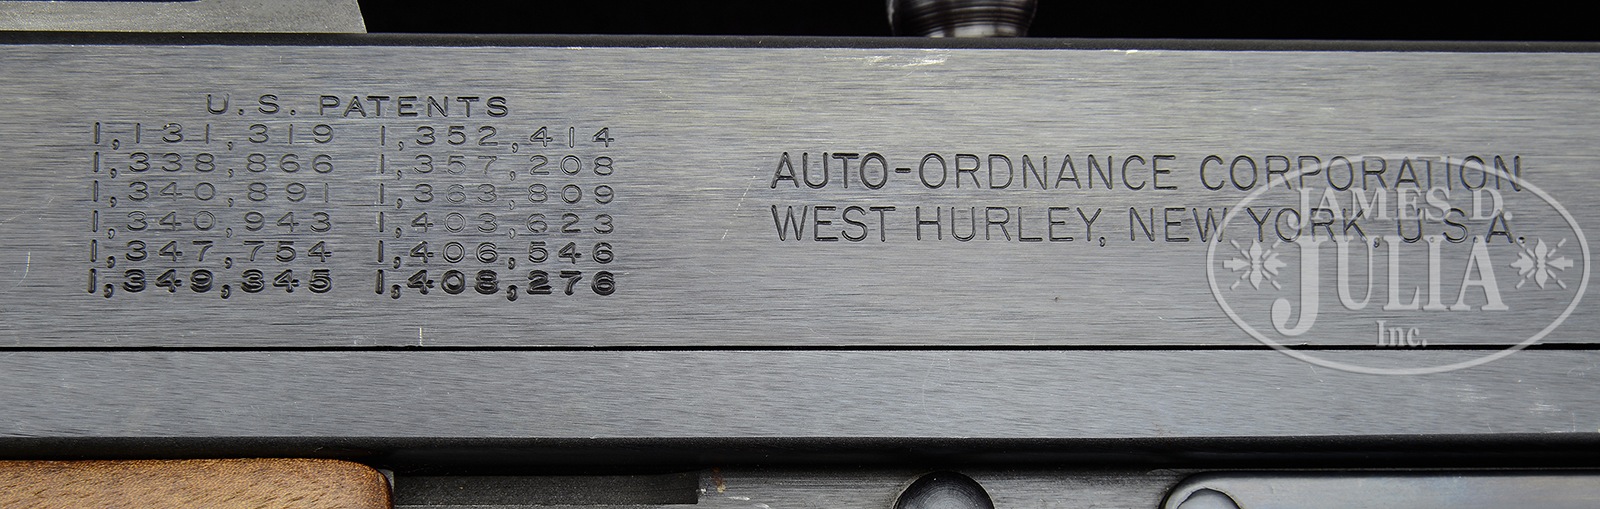 U.S. PATENTS
1,131,319 1,352,414
1,338,866 1,357,208
1,340,891 1,363,809
1,340,943 1,403,623
1,347,754 1,406,546
1,349,345 1,408,276
AUTO-ORDNANCE CORPORATION
WEST HURLEY, NEW YORK, U.S.A.
JAMES D.
JULIA
Inc.